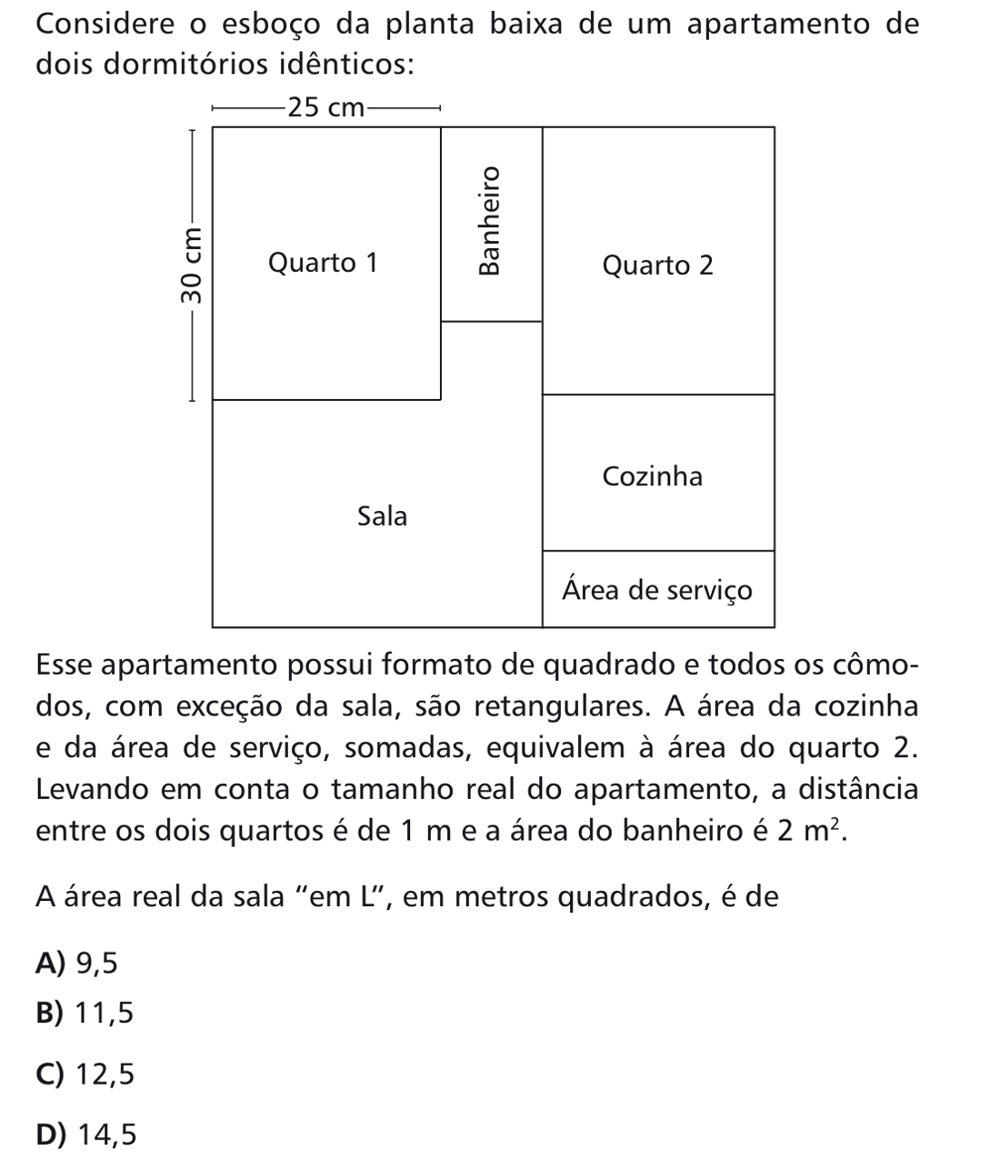 Considere o esboço da planta baixa de um apartamento de
dois dormitórios idênticos:
25 cm
30 cm
Quarto 1
Banheiro
Quarto 2
Cozinha
Sala
Área de serviço
Esse apartamento possui formato de quadrado e todos os cômo-
dos, com exceção da sala, são retangulares. A área da cozinha
e da área de serviço, somadas, equivalem à área do quarto 2.
Levando em conta o tamanho real do apartamento, a distância
entre os dois quartos é de 1 m e a área do banheiro é 2 m².
A área real da sala “em L”, em metros quadrados, é de
A) 9,5
B) 11,5
C) 12,5
D) 14,5